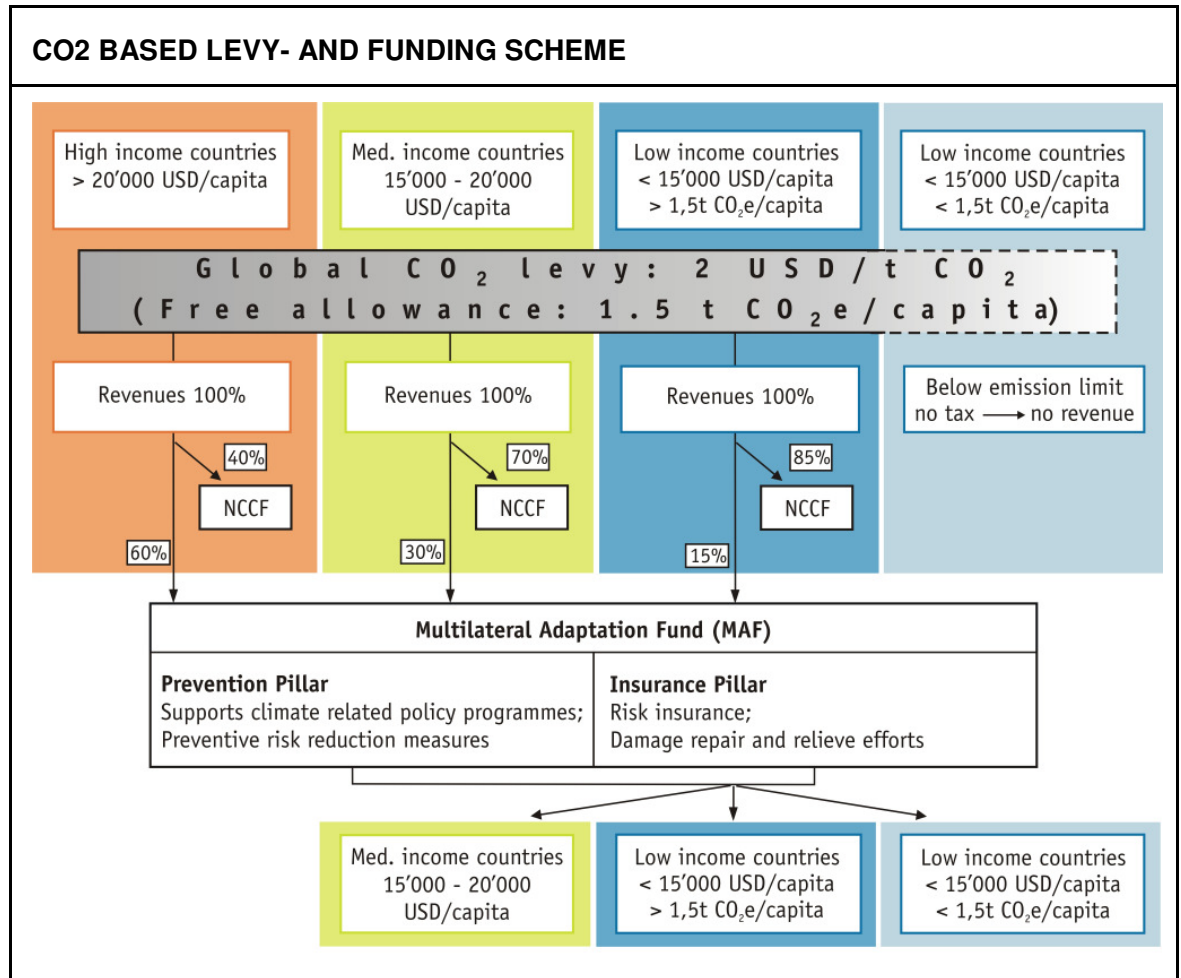 CO2 BASED LEVY- AND FUNDING SCHEME
High income countries
> 20'000 USD/capita
Med. income countries
15'000 - 20'000
USD/capita
Low income countries
< 15'000 USD/capita
> 1,5t CO₂e/capita
Low income countries
< 15'000 USD/capita
< 1,5t CO₂e/capita
Global CO₂ levy: 2 USD/t CO₂
(Free allowance: 1.5 t CO₂e/capita)
Revenues 100%
Revenues 100%
Revenues 100%
Below emission limit
no tax ⟶ no revenue
40%
NCCF
70%
NCCF
85%
NCCF
60%
30%
15%
Multilateral Adaptation Fund (MAF)
Prevention Pillar
Supports climate related policy programmes;
Preventive risk reduction measures
Insurance Pillar
Risk insurance;
Damage repair and relieve efforts
Med. income countries
15'000 - 20'000
USD/capita
Low income countries
< 15'000 USD/capita
> 1,5t CO₂e/capita
Low income countries
< 15'000 USD/capita
< 1,5t CO₂e/capita